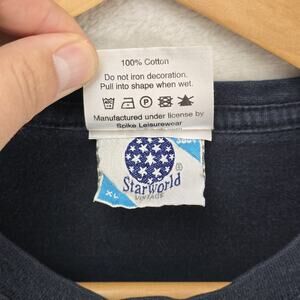 100% Cotton
Do not iron decoration.
Pull into shape when wet.
Manufactured under license by
Spike Leisurewear
Starworld
®
VINTAGE
XL